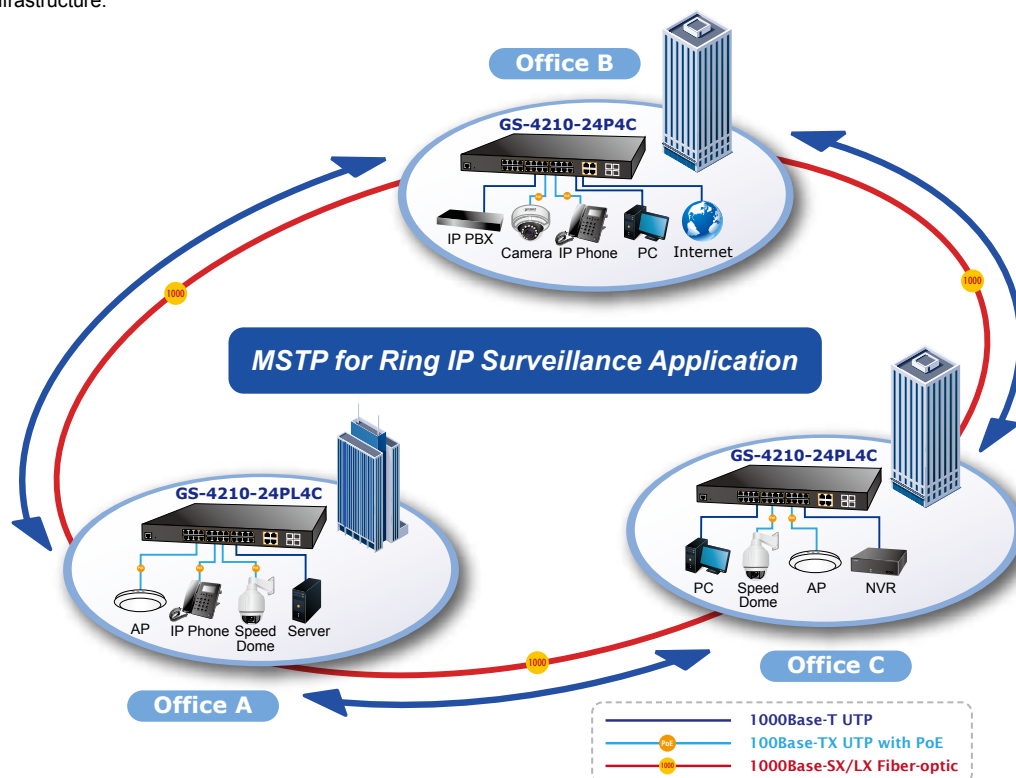 nfrastructure.
Office B
GS-4210-24P4C
IP PBX
Camera
IP Phone
PC
Internet
1000
1000
MSTP for Ring IP Surveillance Application
GS-4210-24PL4C
GS-4210-24PL4C
AP
IP Phone
Speed
Dome
Server
PC
Speed
Dome
AP
NVR
1000
Office A
Office C
1000Base-T UTP
PoE
100Base-TX UTP with PoE
1000
1000Base-SX/LX Fiber-optic